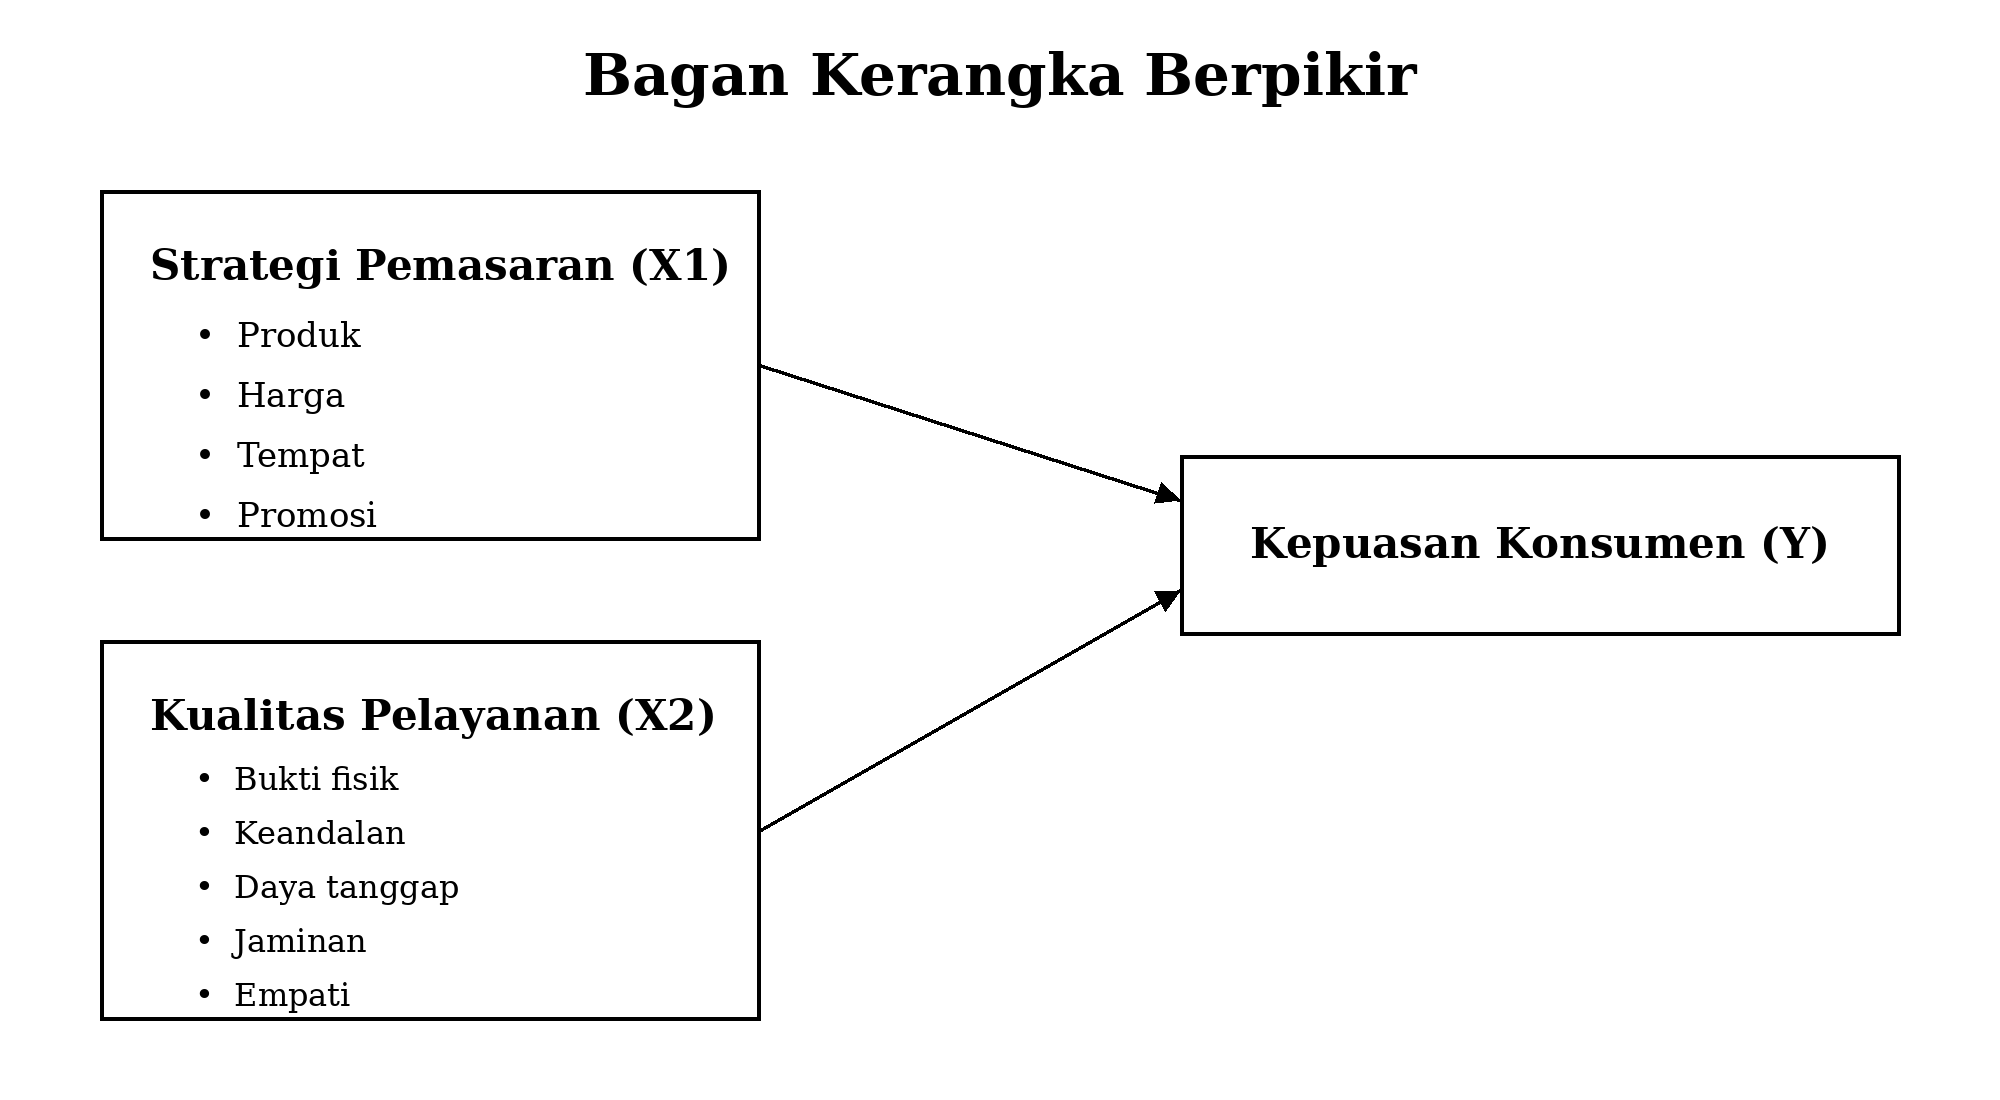 Bagan Kerangka Berpikir
Strategi Pemasaran (X1)
• Produk
• Harga
• Tempat
• Promosi
Kualitas Pelayanan (X2)
• Bukti fisik
• Keandalan
• Daya tanggap
• Jaminan
• Empati
Kepuasan Konsumen (Y)